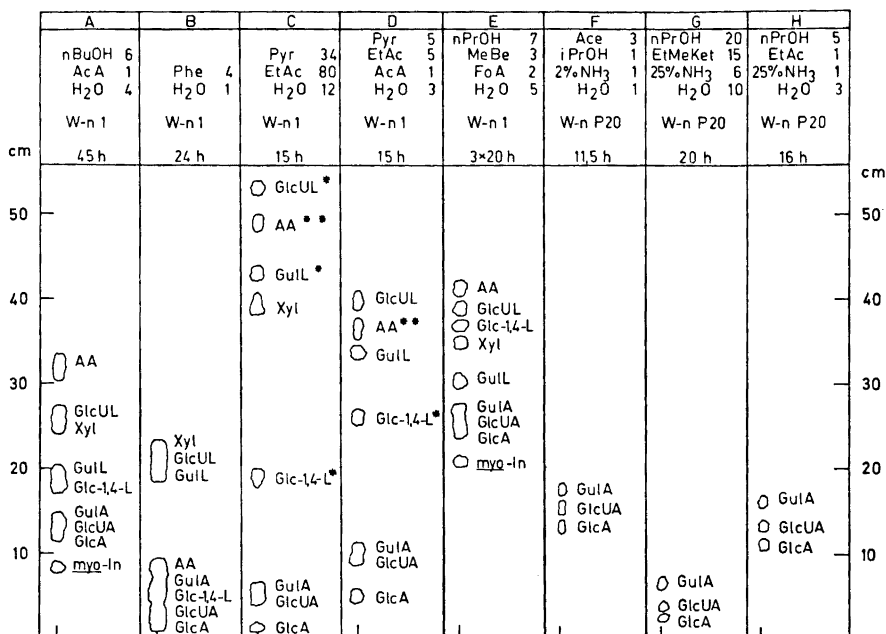 A B C D E F G H
nBuOH 6
AcA 1
H2O 4
W-n 1
45 h
Phe 4
H2O 1
W-n 1
24 h
Pyr 34
EtAc 80
H2O 12
W-n 1
15 h
Pyr 5
EtAc 5
AcA 1
H2O 3
W-n 1
15 h
nPrOH 7
MeBe 3
FoA 2
H2O 5
W-n 1
3×20 h
Ace 3
iPrOH 1
2%NH3 1
H2O 1
W-n P20
11,5 h
nPrOH 20
EtMeKet 15
25%NH3 6
H2O 10
W-n P20
20 h
nPrOH 5
EtAc 1
25%NH3 1
H2O 3
W-n P20
16 h
cm
50
40
30
20
10
AA
GlcUL
Xyl
GulL
Glc-1,4-L
GulA
GlcUA
GlcA
myo-In
Xyl
GlcUL
GulL
AA
GulA
Glc-1,4-L
GlcUA
GlcA
GlcUL *
AA **
GulL *
Xyl
Glc-1,4-L*
GulA
GlcUA
GlcA
GlcUL
AA **
GulL
Glc-1,4-L*
GulA
GlcUA
GlcA
AA
GlcUL
Glc-1,4-L
Xyl
GulL
GulA
GlcUA
GlcA
myo-In
GulA
GlcUA
GlcA
GulA
GlcUA
GlcA
GulA
GlcUA
GlcA
cm
50
40
30
20
10